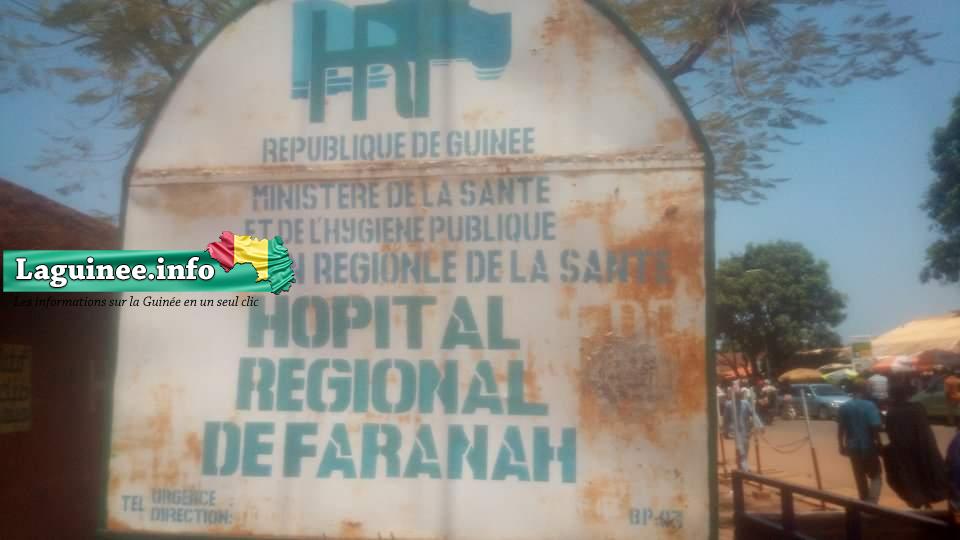 HRF
REPUBLIQUE DE GUINEE
MINISTERE DE LA SANTE
ET DE L'HYGIENE PUBLIQUE
REGIONLE DE LA SANTE
Laguinee.info
Les informations sur la Guinée en un seul clic
HOPITAL
REGIONAL
DE FARANAH
TEL URGENCE
DIRECTION: